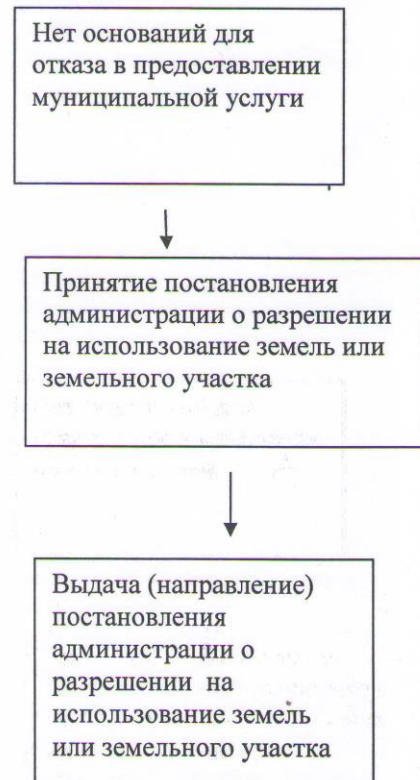 Нет оснований для
отказа в предоставлении
муниципальной услуги
Принятие постановления
администрации о разрешении
на использование земель или
земельного участка
Выдача (направление)
постановления
администрации о
разрешении на
использование земель
или земельного участка